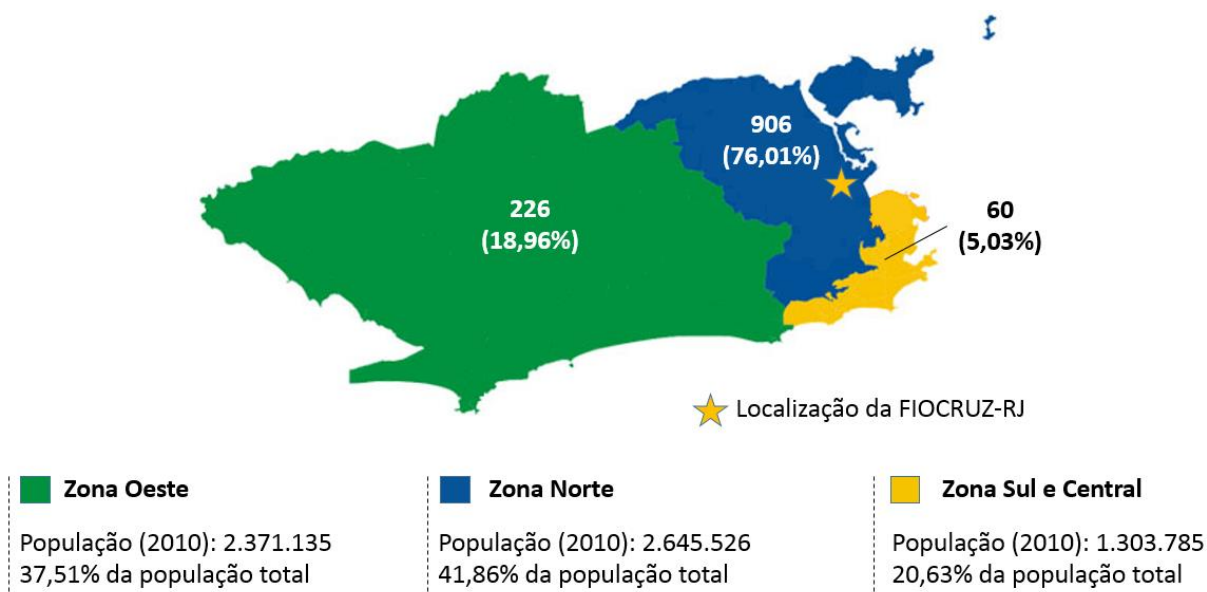 906
(76,01%)
226
(18,96%)
60
(5,03%)
Localização da FIOCRUZ-RJ
Zona Oeste
População (2010): 2.371.135
37,51% da população total
Zona Norte
População (2010): 2.645.526
41,86% da população total
Zona Sul e Central
População (2010): 1.303.785
20,63% da população total